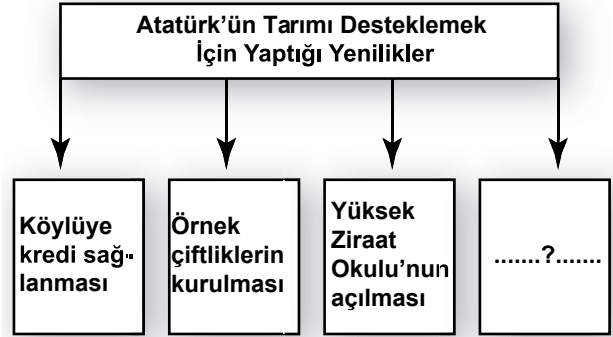 Atatürk'ün Tarımı Desteklemek
İçin Yaptığı Yenilikler
Köylüye
kredi sağ-
lanması
Örnek
çiftliklerin
kurulması
Yüksek
Ziraat
Okulu'nun
açılması
.......?.......